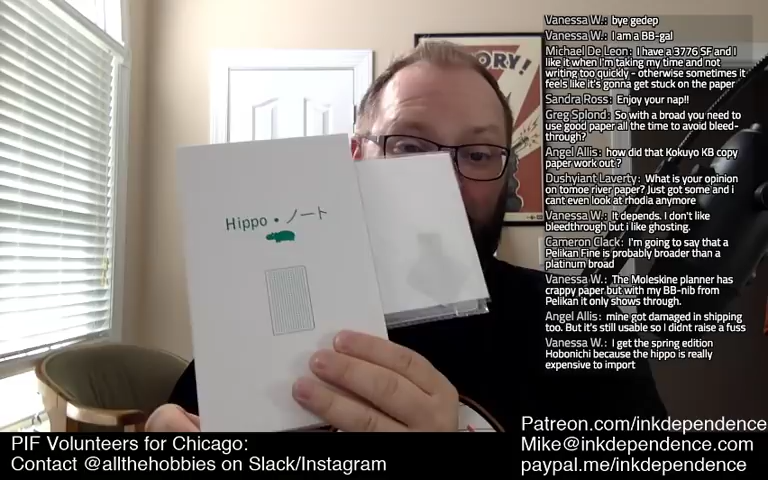 Vanessa W.: bye gedep
Vanessa W.: I am a BB-gal
Michael De Leon: I have a 3776 SF and I
like it when I'm taking my time and not
writing too quickly - otherwise sometimes it
feels like it's gonna get stuck on the paper
Sandra Ross: Enjoy your nap!!
Greg Splond: So with a broad you need to
use good paper all the time to avoid bleed-
through?
Angel Allis: how did that Kokuyo KB copy
paper work out ?
Dushyiant Laverty: What is your opinion
on tomoe river paper? Just got some and i
cant even look at rhodia anymore
Vanessa W.: It depends. I don't like
bleedthrough but i like ghosting.
Cameron Clack: I'm going to say that a
Pelikan Fine is probably broader than a
platinum broad
Vanessa W.: The Moleskine planner has
crappy paper but with my BB-nib from
Pelikan it only shows through.
Angel Allis: mine got damaged in shipping
too. But it's still usable so I didnt raise a fuss
Vanessa W.: I get the spring edition
Hobonichi because the hippo is really
expensive to import
ORY!
Hippo・ノート
Patreon.com/inkdependence
PIF Volunteers for Chicago:
Mike@inkdependence.com
Contact @allthehobbies on Slack/Instagram
paypal.me/inkdependence